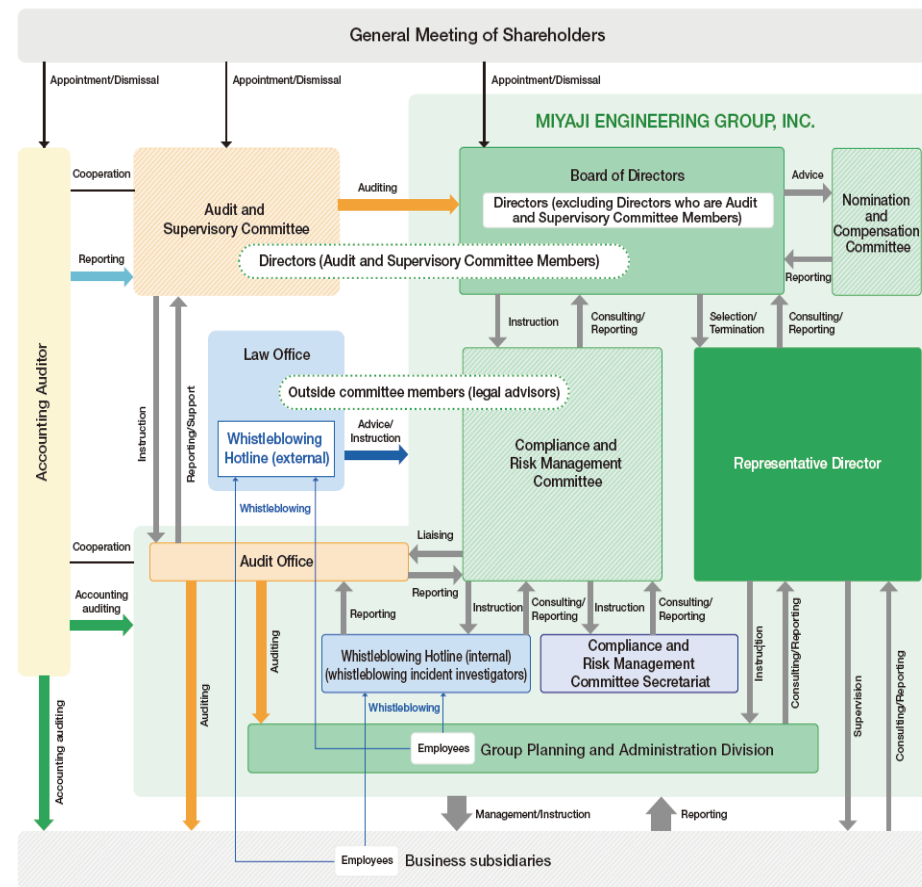 General Meeting of Shareholders
Appointment/Dismissal
Appointment/Dismissal
Appointment/Dismissal
MIYAJI ENGINEERING GROUP, INC.
Accounting Auditor
Cooperation
Audit and
Supervisory Committee
Auditing
Board of Directors
Directors (excluding Directors who are Audit
and Supervisory Committee Members)
Advice
Nomination
and
Compensation
Committee
Reporting
Reporting
Directors (Audit and Supervisory Committee Members)
Instruction
Reporting/Support
Instruction
Consulting/
Reporting
Selection/
Termination
Consulting/
Reporting
Law Office
Outside committee members (legal advisors)
Whistleblowing
Hotline (external)
Advice/
Instruction
Compliance and
Risk Management
Committee
Representative Director
Whistleblowing
Cooperation
Audit Office
Liaising
Reporting
Accounting
auditing
Reporting
Instruction
Consulting/
Reporting
Instruction
Consulting/
Reporting
Auditing
Auditing
Whistleblowing Hotline (internal)
(whistleblowing incident investigators)
Compliance and
Risk Management
Committee Secretariat
Instruction
Consulting/Reporting
Supervision
Consulting/Reporting
Whistleblowing
Employees
Group Planning and Administration Division
Accounting auditing
Management/Instruction
Reporting
Employees
Business subsidiaries